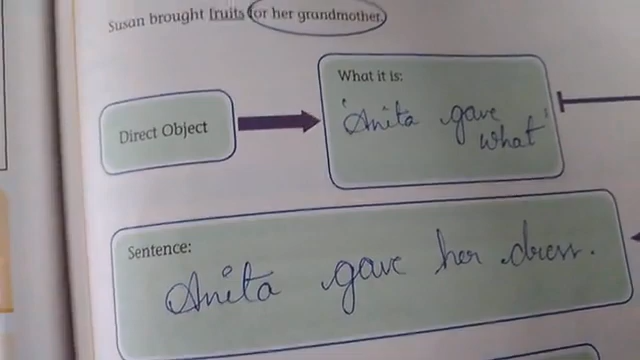 Susan brought fruits for her grandmother.
What it is:
Direct Object
'Anita gave
what'
Sentence:
Anita gave her dress.